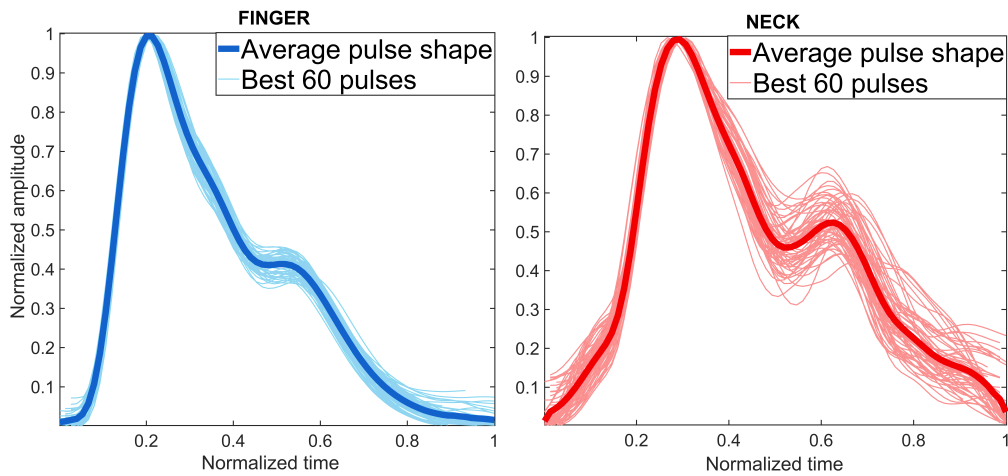 FINGER
Average pulse shape
Best 60 pulses
Normalized amplitude
1
0.9
0.8
0.7
0.6
0.5
0.4
0.3
0.2
0.1
0.2 0.4 0.6 0.8 1
Normalized time
NECK
Average pulse shape
Best 60 pulses
1
0.9
0.8
0.7
0.6
0.5
0.4
0.3
0.2
0.1
0.2 0.4 0.6 0.8 1
Normalized time